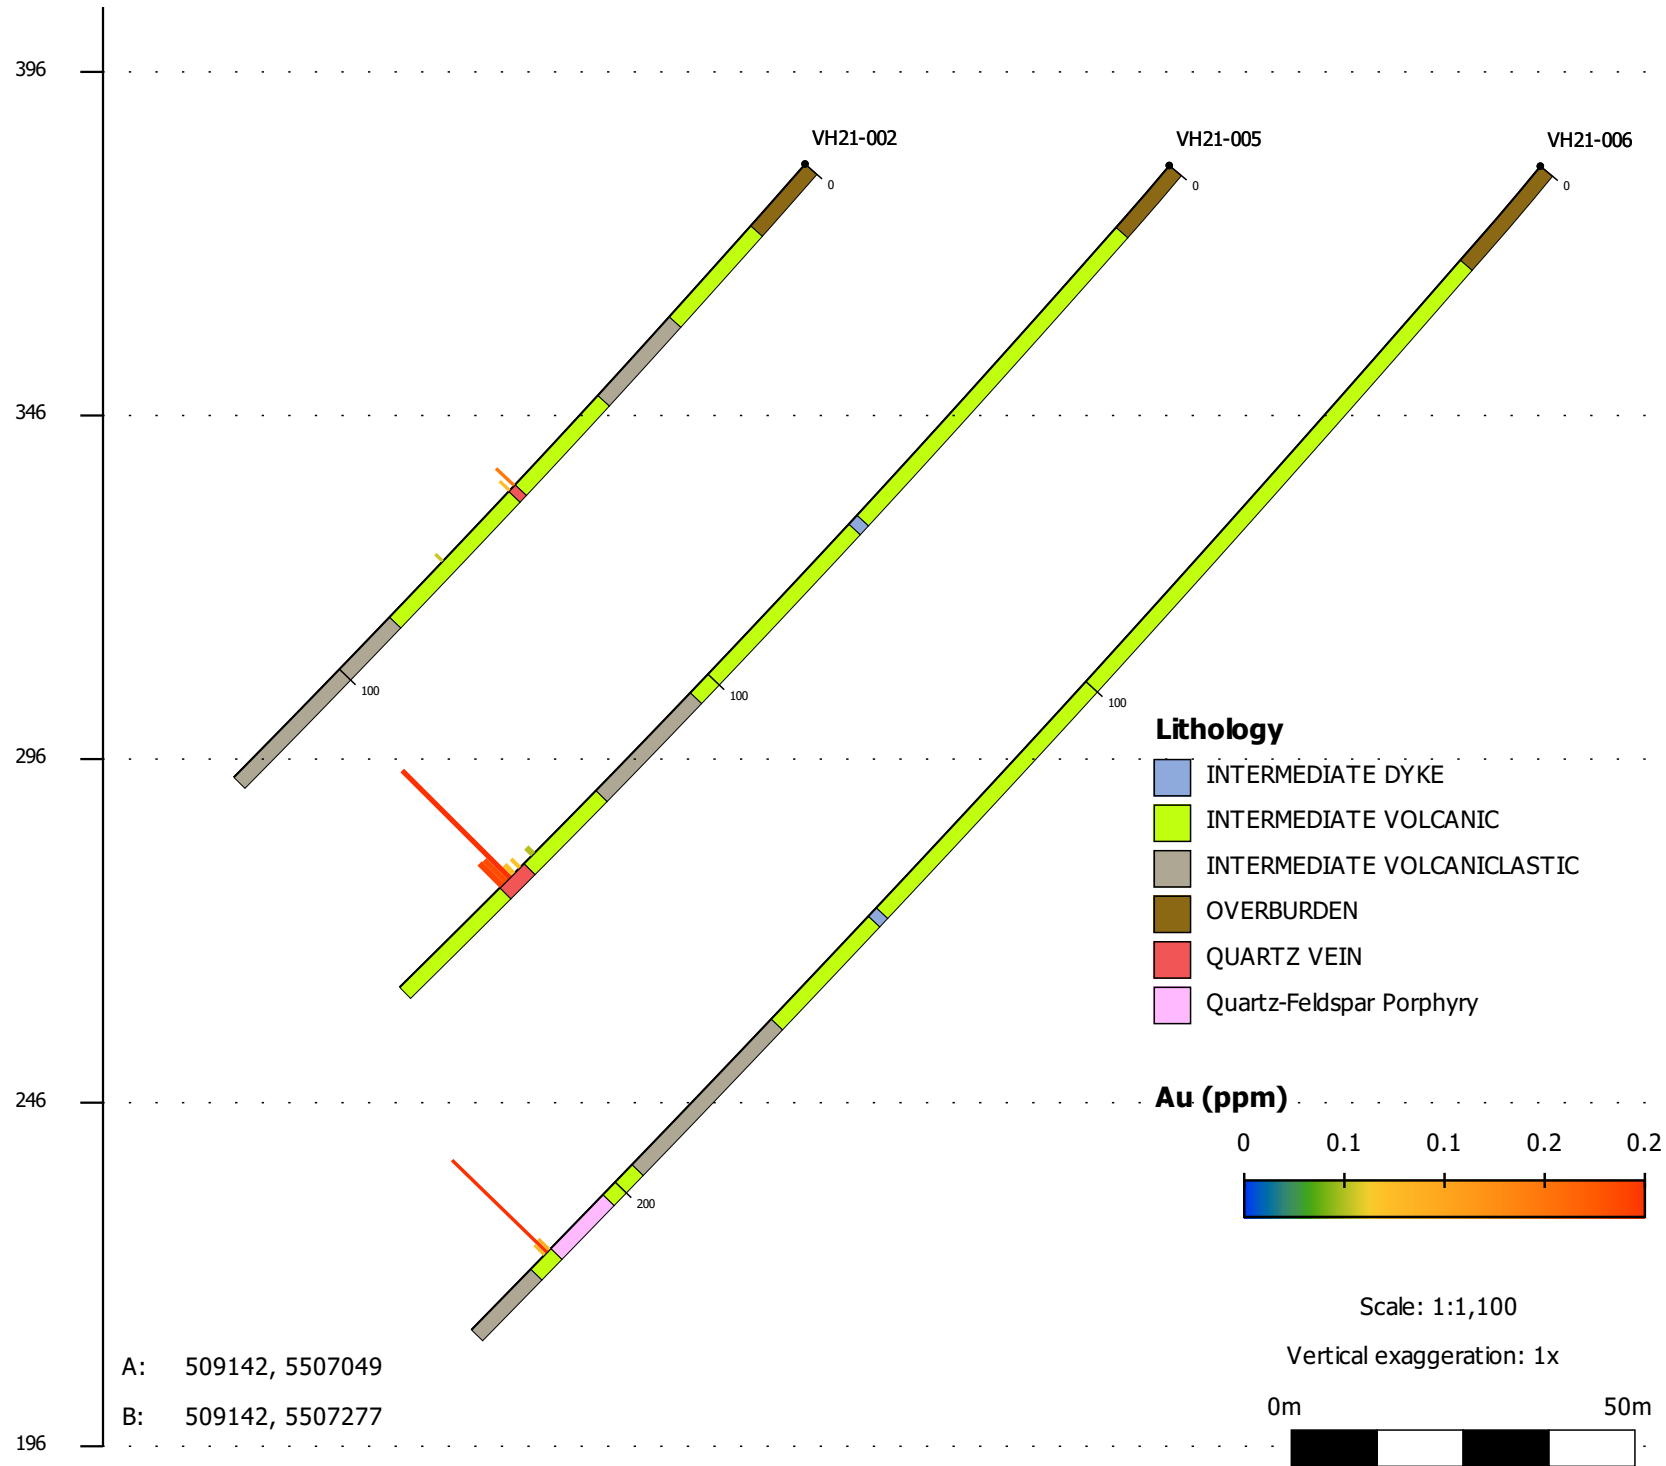 396
VH21-002
VH21-005
VH21-006
0
0
0
346
100
100
100
Lithology
296
INTERMEDIATE DYKE
INTERMEDIATE VOLCANIC
INTERMEDIATE VOLCANICLASTIC
OVERBURDEN
QUARTZ VEIN
Quartz-Feldspar Porphyry
246
Au (ppm)
0 0.1 0.1 0.2 0.2
200
Scale: 1:1,100
Vertical exaggeration: 1x
A: 509142, 5507049
B: 509142, 5507277
0m 50m
196